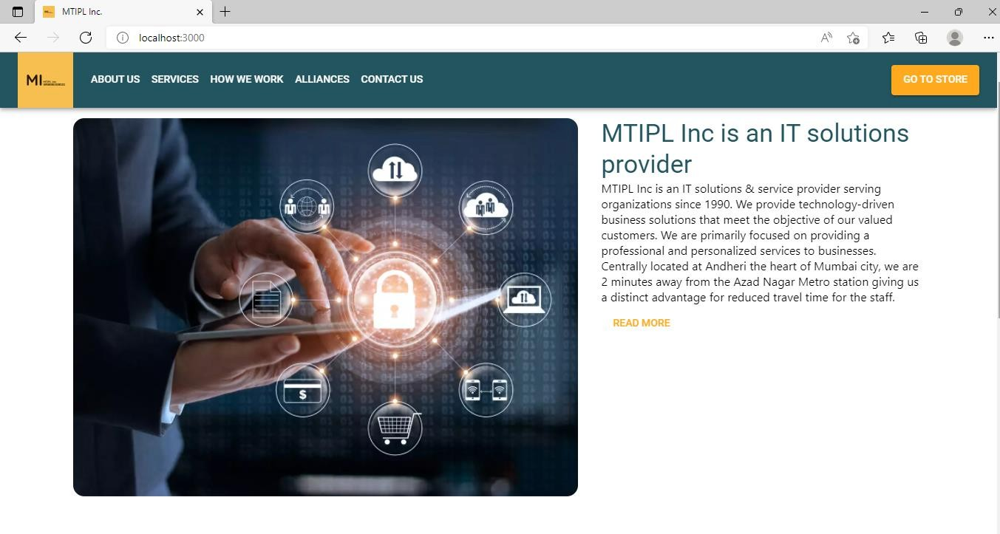 MTIPL Inc.
localhost:3000
MI
ABOUT US SERVICES HOW WE WORK ALLIANCES CONTACT US
GO TO STORE
MTIPL Inc is an IT solutions
provider
MTIPL Inc is an IT solutions & service provider serving
organizations since 1990. We provide technology-driven
business solutions that meet the objective of our valued
customers. We are primarily focused on providing a
professional and personalized services to businesses.
Centrally located at Andheri the heart of Mumbai city, we are
2 minutes away from the Azad Nagar Metro station giving us
a distinct advantage for reduced travel time for the staff.
READ MORE
$